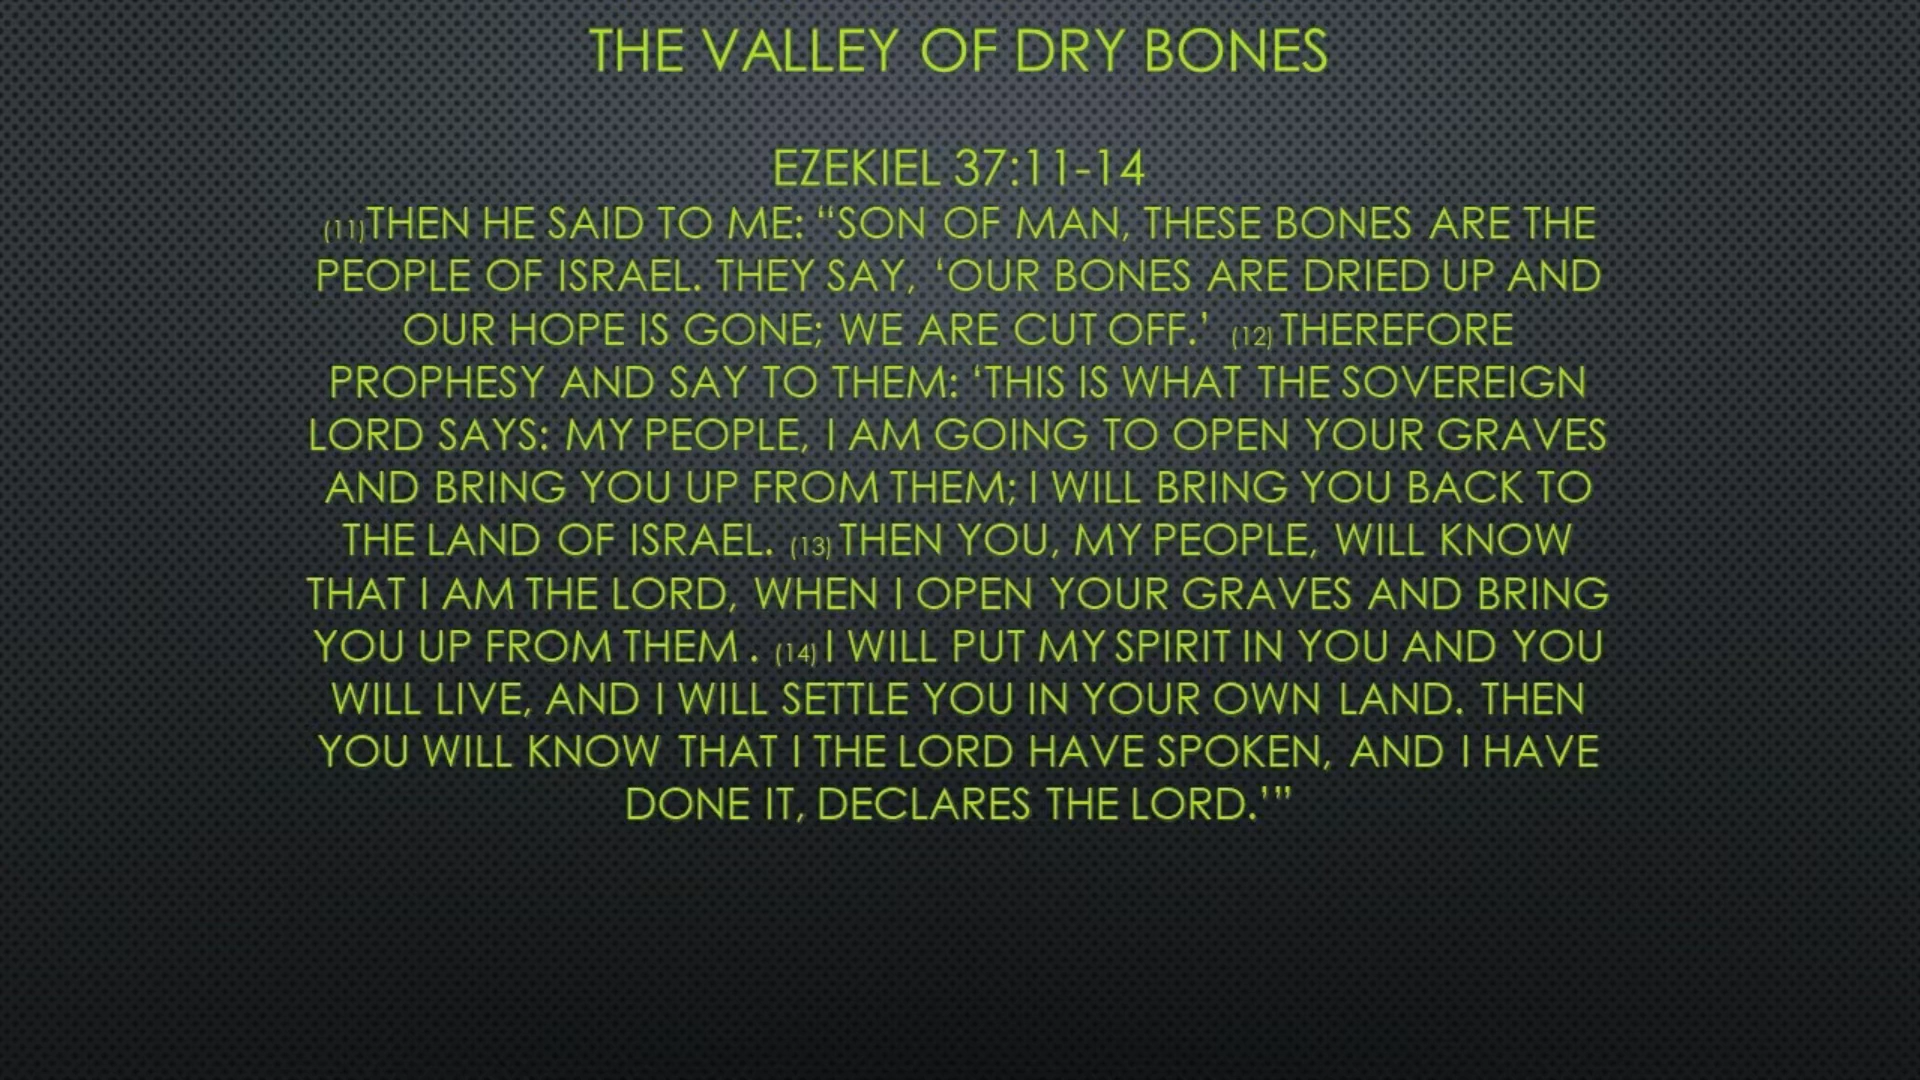 THE VALLEY OF DRY BONES
EZEKIEL 37:11-14
(11)THEN HE SAID TO ME: “SON OF MAN, THESE BONES ARE THE
PEOPLE OF ISRAEL. THEY SAY, ‘OUR BONES ARE DRIED UP AND
OUR HOPE IS GONE; WE ARE CUT OFF.’ (12) THEREFORE
PROPHESY AND SAY TO THEM: ‘THIS IS WHAT THE SOVEREIGN
LORD SAYS: MY PEOPLE, I AM GOING TO OPEN YOUR GRAVES
AND BRING YOU UP FROM THEM; I WILL BRING YOU BACK TO
THE LAND OF ISRAEL. (13) THEN YOU, MY PEOPLE, WILL KNOW
THAT I AM THE LORD, WHEN I OPEN YOUR GRAVES AND BRING
YOU UP FROM THEM . (14) I WILL PUT MY SPIRIT IN YOU AND YOU
WILL LIVE, AND I WILL SETTLE YOU IN YOUR OWN LAND. THEN
YOU WILL KNOW THAT I THE LORD HAVE SPOKEN, AND I HAVE
DONE IT, DECLARES THE LORD.’”